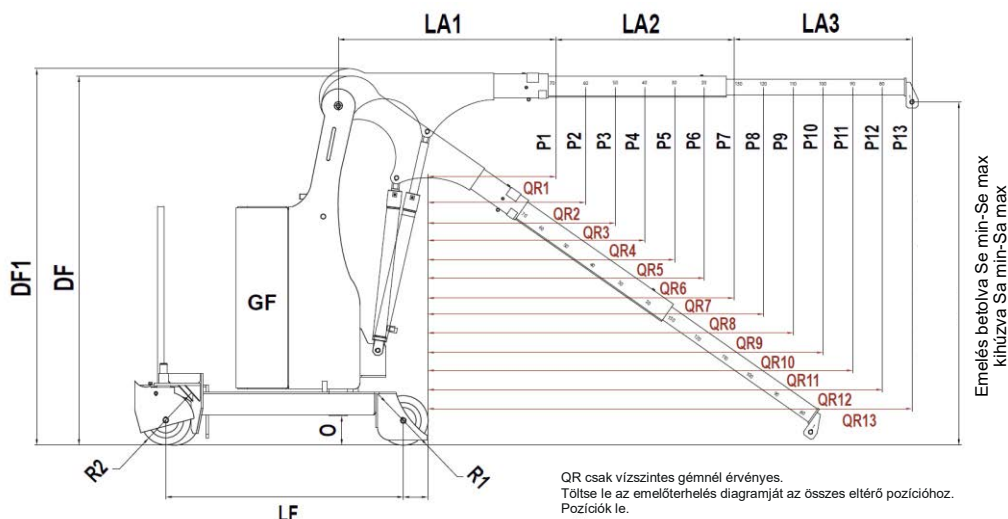 LA1 LA2 LA3
P1 P2 P3 P4 P5 P6 P7 P8 P9 P10 P11 P12 P13
QR1
QR2
QR3
QR4
QR5
QR6
QR7
QR8
QR9
QR10
QR11
QR12
QR13
DF1
DF
GF
O
R2
R1
LF
Emelés betolva Se min-Se max
kihúzva Sa min-Sa max
QR csak vízszintes gémnél érvényes.
Töltse le az emelőterhelés diagramját az összes eltérő pozícióhoz.
Pozíciók le.